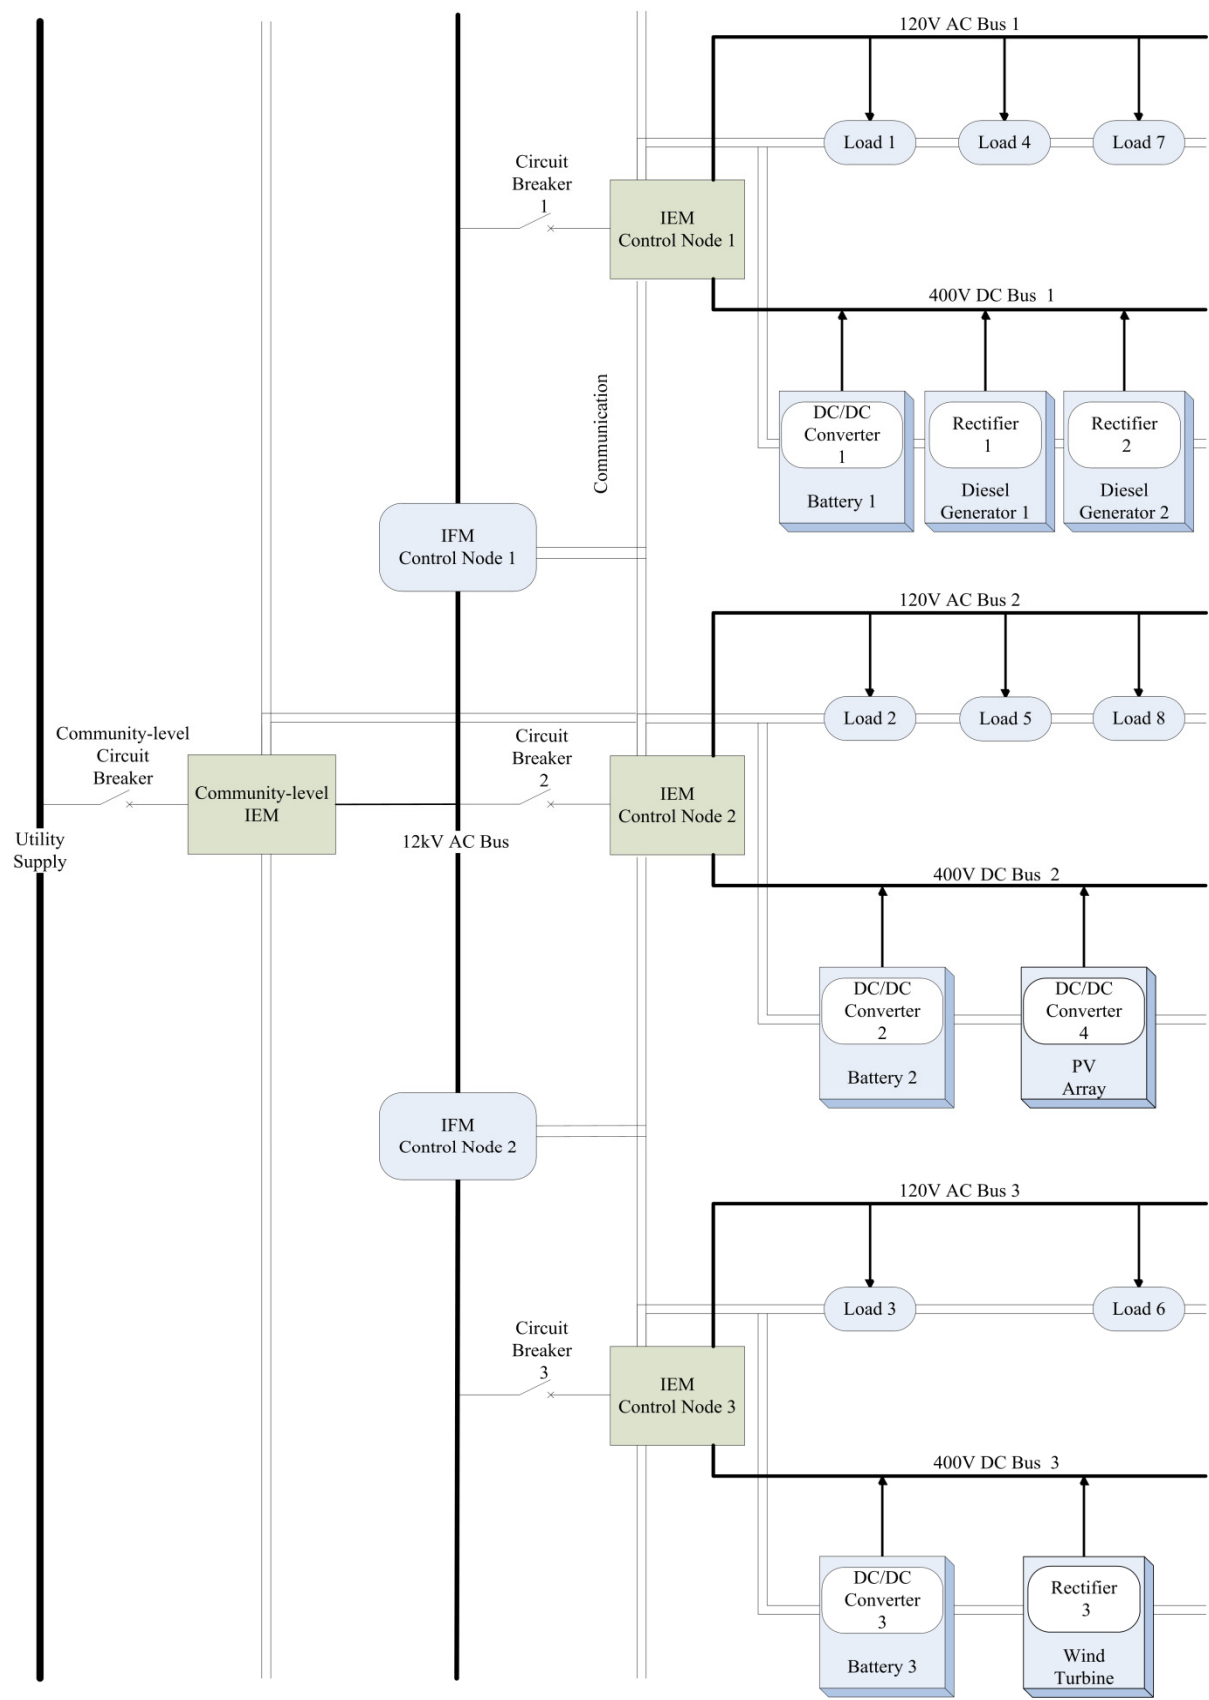 120V AC Bus 1
Load 1
Load 4
Load 7
Circuit
Breaker
1
IEM
Control Node 1
400V DC Bus 1
Communication
DC/DC
Converter
1
Battery 1
Rectifier
1
Diesel
Generator 1
Rectifier
2
Diesel
Generator 2
IFM
Control Node 1
120V AC Bus 2
Load 2
Load 5
Load 8
Community-level
Circuit
Breaker
Community-level
IEM
Circuit
Breaker
2
IEM
Control Node 2
Utility
Supply
12kV AC Bus
400V DC Bus 2
DC/DC
Converter
2
Battery 2
DC/DC
Converter
4
PV
Array
IFM
Control Node 2
120V AC Bus 3
Load 3
Load 6
Circuit
Breaker
3
IEM
Control Node 3
400V DC Bus 3
DC/DC
Converter
3
Battery 3
Rectifier
3
Wind
Turbine